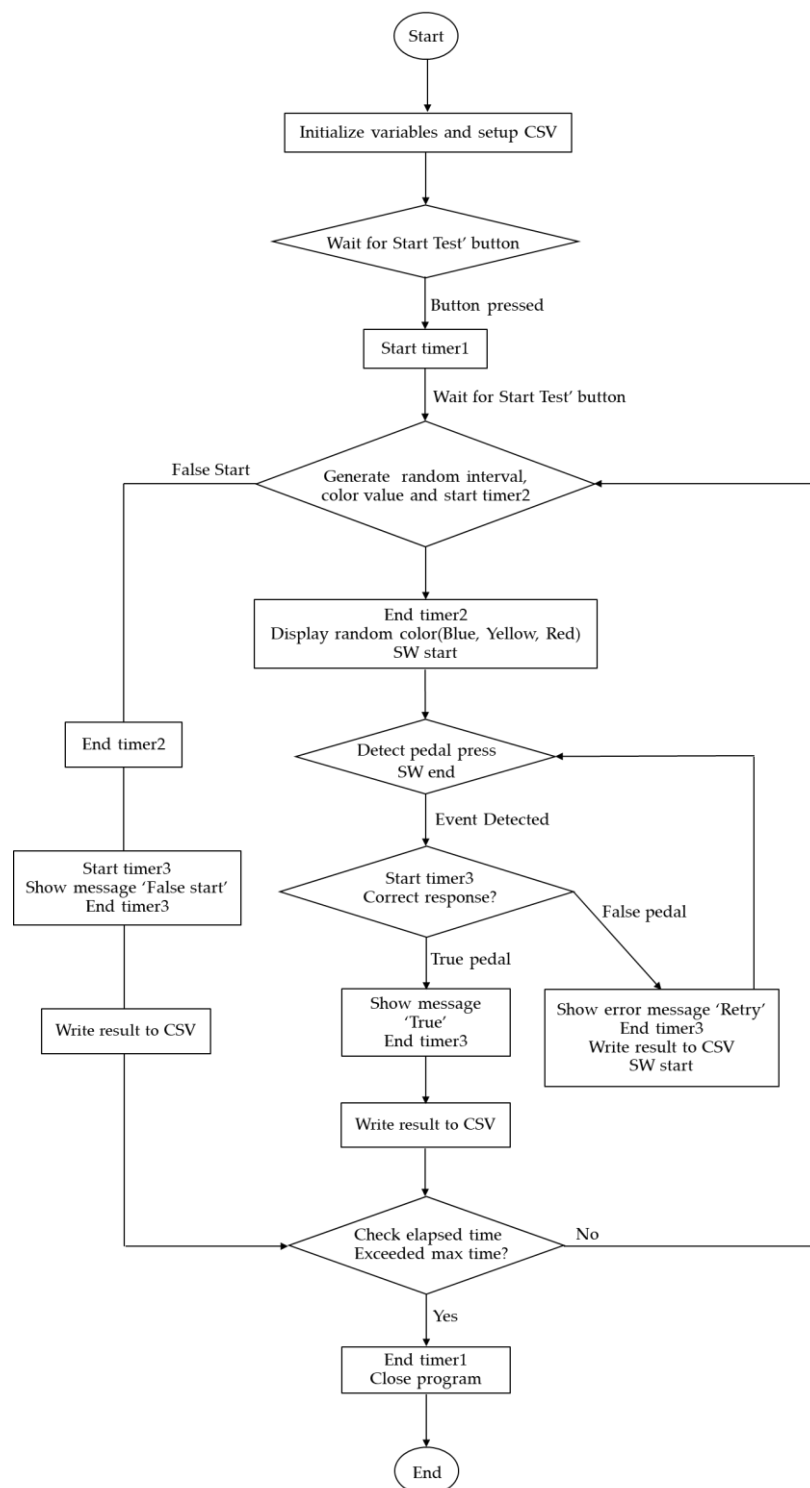 Start
Initialize variables and setup CSV
Wait for Start Test’ button
Button pressed
Start timer1
Wait for Start Test’ button
False Start
Generate random interval,
color value and start timer2
End timer2
Display random color(Blue, Yellow, Red)
SW start
End timer2
Detect pedal press
SW end
Event Detected
Start timer3
Show message ‘False start’
End timer3
Start timer3
Correct response?
False pedal
True pedal
Write result to CSV
Show message
‘True’
End timer3
Show error message ‘Retry’
End timer3
Write result to CSV
SW start
Write result to CSV
Check elapsed time
Exceeded max time?
No
Yes
End timer1
Close program
End